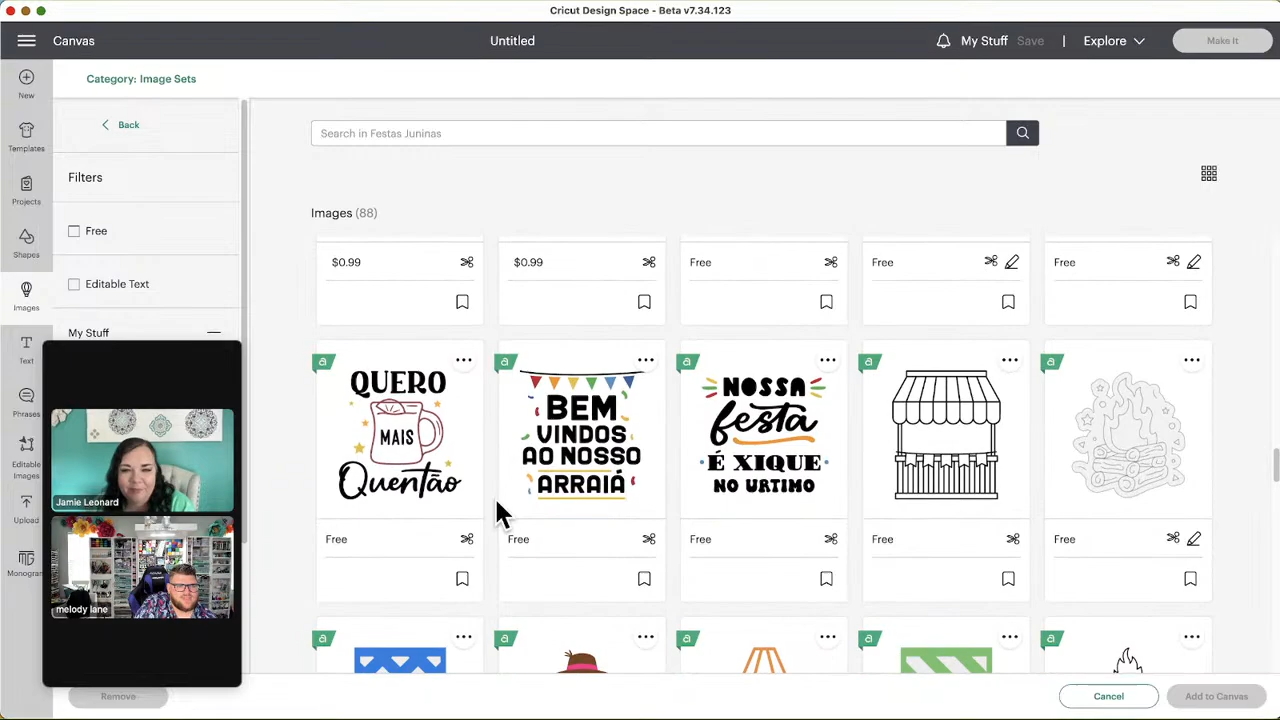 Cricut Design Space - Beta v7.34.123
Canvas
Untitled
My Stuff
Save
|
Explore
Make It
New
Templates
Projects
Shapes
Images
Text
Phrases
Editable
Images
Upload
Monogram
Category: Image Sets
Back
Filters
Free
Editable Text
My Stuff
Jamie Leonard
melody lane
Remove
Search in Festas Juninas
Images (88)
$0.99
$0.99
Free
Free
Free
a
QUERO
MAIS
Quentão
Free
a
BEM
VINDOS
AO NOSSO
ARRAIÁ
Free
a
NOSSA
festa
É XIQUE
NO URTIMO
Free
a
Free
a
Free
a
a
a
a
a
Cancel
Add to Canvas